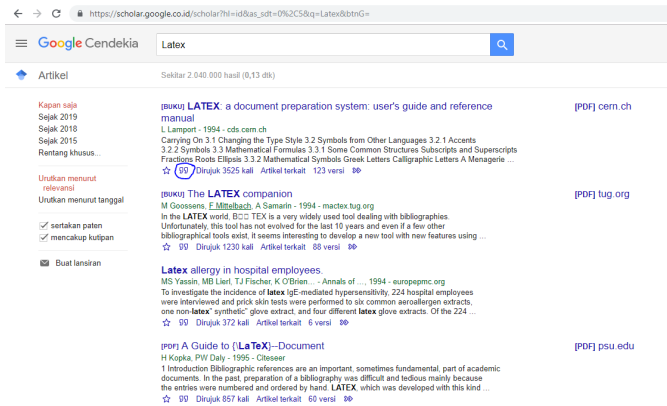 https://scholar.google.co.id/scholar?hl=id&as_sdt=0%2C5&q=Latex&btnG=
Google Cendekia
Latex
Artikel
Sekitar 2.040.000 hasil (0,13 dtk)
Kapan saja
Sejak 2019
Sejak 2018
Sejak 2015
Rentang khusus...
Urutkan menurut
relevansi
Urutkan menurut tanggal
sertakan paten
mencakup kutipan
Buat lansiran
[BUKU] LATEX: a document preparation system: user's guide and reference
manual
L Lamport - 1994 - cds.cern.ch
Carrying On 3.1 Changing the Type Style 3.2 Symbols from Other Languages 3.2.1 Accents
3.2.2 Symbols 3.3 Mathematical Formulas 3.3.1 Some Common Structures Subscripts and Superscripts
Fractions Roots Ellipsis 3.3.2 Mathematical Symbols Greek Letters Calligraphic Letters A Menagerie ...
Dirujuk 3525 kali Artikel terkait 123 versi
[PDF] cern.ch
[BUKU] The LATEX companion
M Goossens, F Mittelbach, A Samarin - 1994 - mactex.tug.org
In the LATEX world, B□□ TEX is a very widely used tool dealing with bibliographies.
Unfortunately, this tool has not evolved for the last 10 years and even if a few other
bibliographical tools exist, it seems interesting to develop a new tool with new features using ...
Dirujuk 1230 kali Artikel terkait 88 versi
[PDF] tug.org
Latex allergy in hospital employees.
MS Yassin, MB Lierl, TJ Fischer, K O'Brien... - Annals of ..., 1994 - europepmc.org
To investigate the incidence of latex IgE-mediated hypersensitivity, 224 hospital employees
were interviewed and prick skin tests were performed to six common aeroallergen extracts,
one non-latex" synthetic" glove extract, and four different latex glove extracts. Of the 224 ...
Dirujuk 372 kali Artikel terkait 6 versi
[PDF] A Guide to {\LaTeX}--Document
H Kopka, PW Daly - 1995 - Citeseer
1 Introduction Bibliographic references are an important, sometimes fundamental, part of academic
documents. In the past, preparation of a bibliography was difficult and tedious mainly because
the entries were numbered and ordered by hand. LATEX, which was developed with this kind ...
Dirujuk 857 kali Artikel terkait 60 versi
[PDF] psu.edu